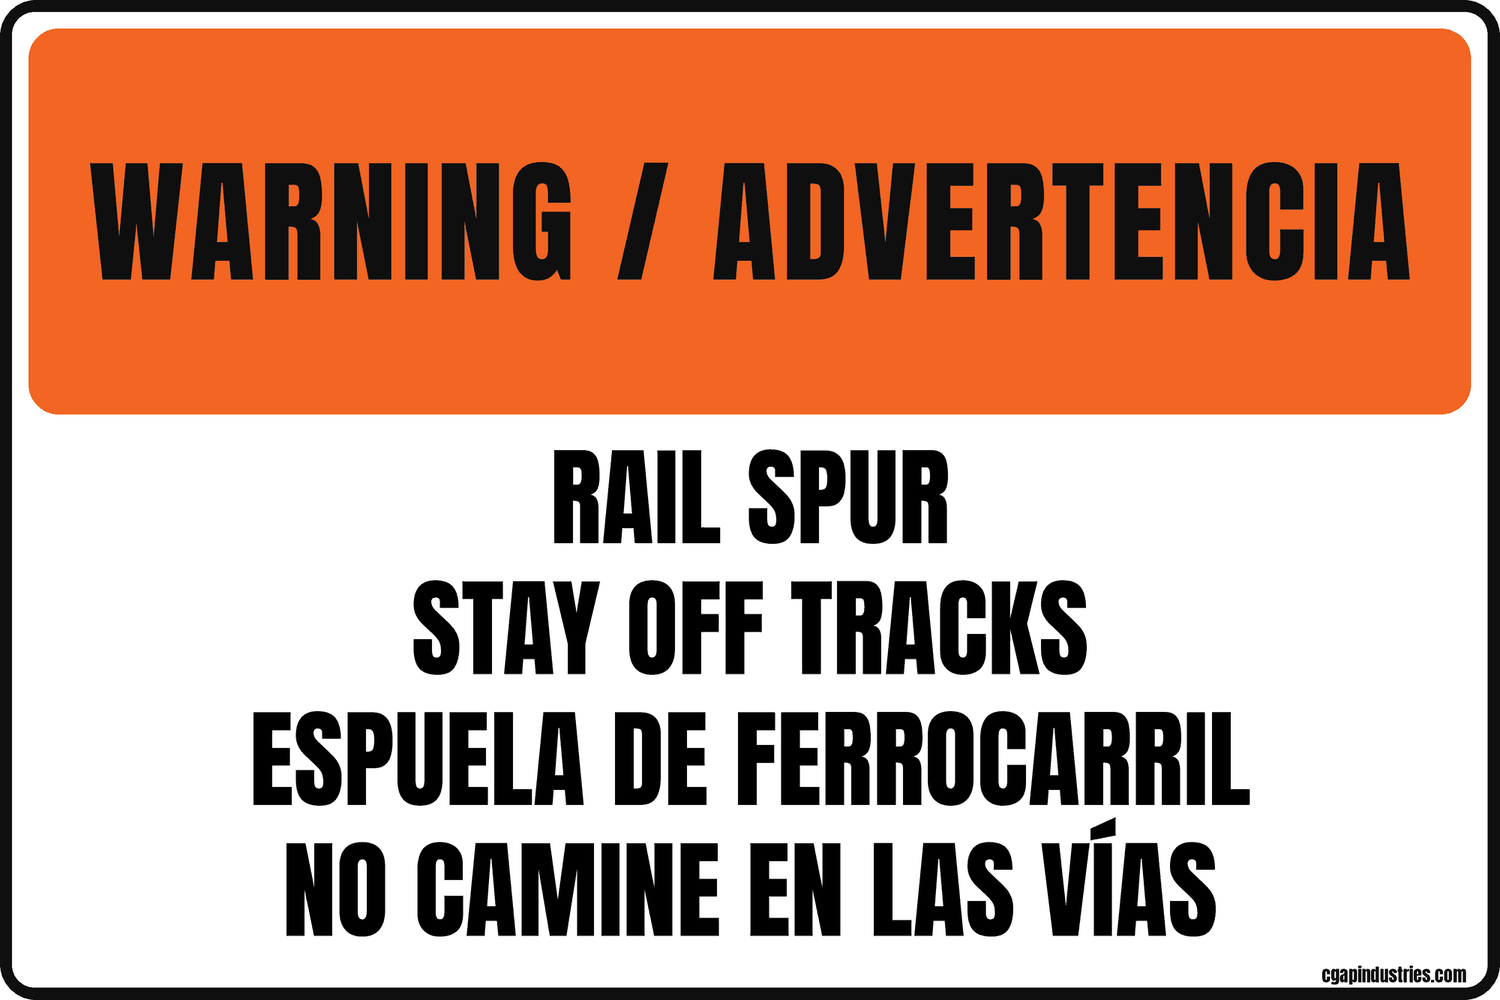 WARNING / ADVERTENCIA
RAIL SPUR
STAY OFF TRACKS
ESPUELA DE FERROCARRIL
NO CAMINE EN LAS VÍAS
cgapindustries.com